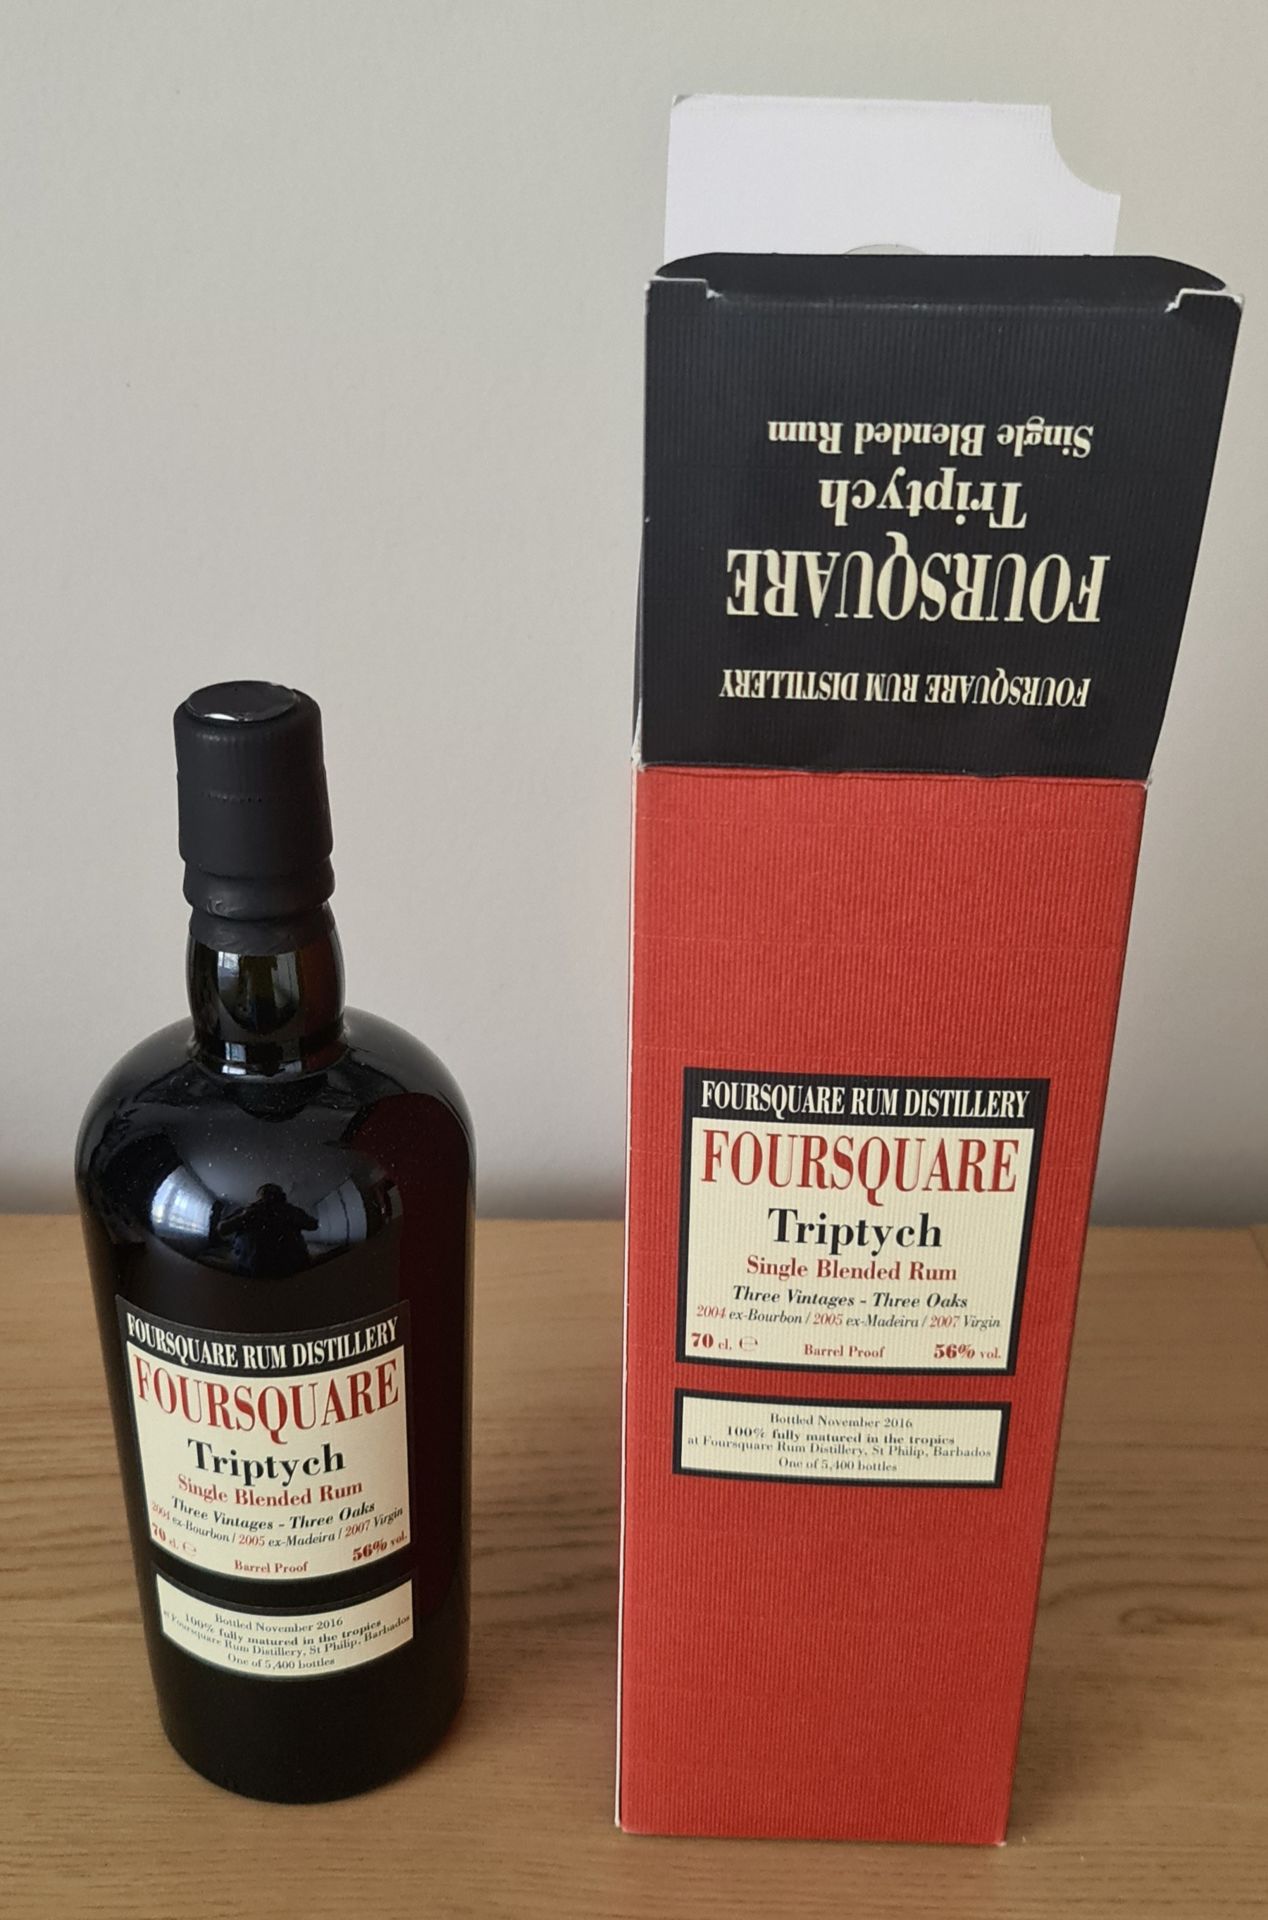 Single Blended Rum
Triptych
FOURSQUARE
FOURSQUARE RUM DISTILLERY
FOURSQUARE RUM DISTILLERY
FOURSQUARE
Triptych
Single Blended Rum
Three Vintages - Three Oaks
2004 ex-Bourbon / 2005 ex-Madeira / 2007 Virgin
70 cl. ℮ Barrel Proof 56% vol.
Bottled November 2016
100% fully matured in the tropics
at Foursquare Rum Distillery, St Philip, Barbados
One of 5,400 bottles
FOURSQUARE RUM DISTILLERY
FOURSQUARE
Triptych
Single Blended Rum
Three Vintages - Three Oaks
2004 ex-Bourbon / 2005 ex-Madeira / 2007 Virgin
70 cl. ℮ Barrel Proof 56% vol.
Bottled November 2016
100% fully matured in the tropics
at Foursquare Rum Distillery, St Philip, Barbados
One of 5,400 bottles